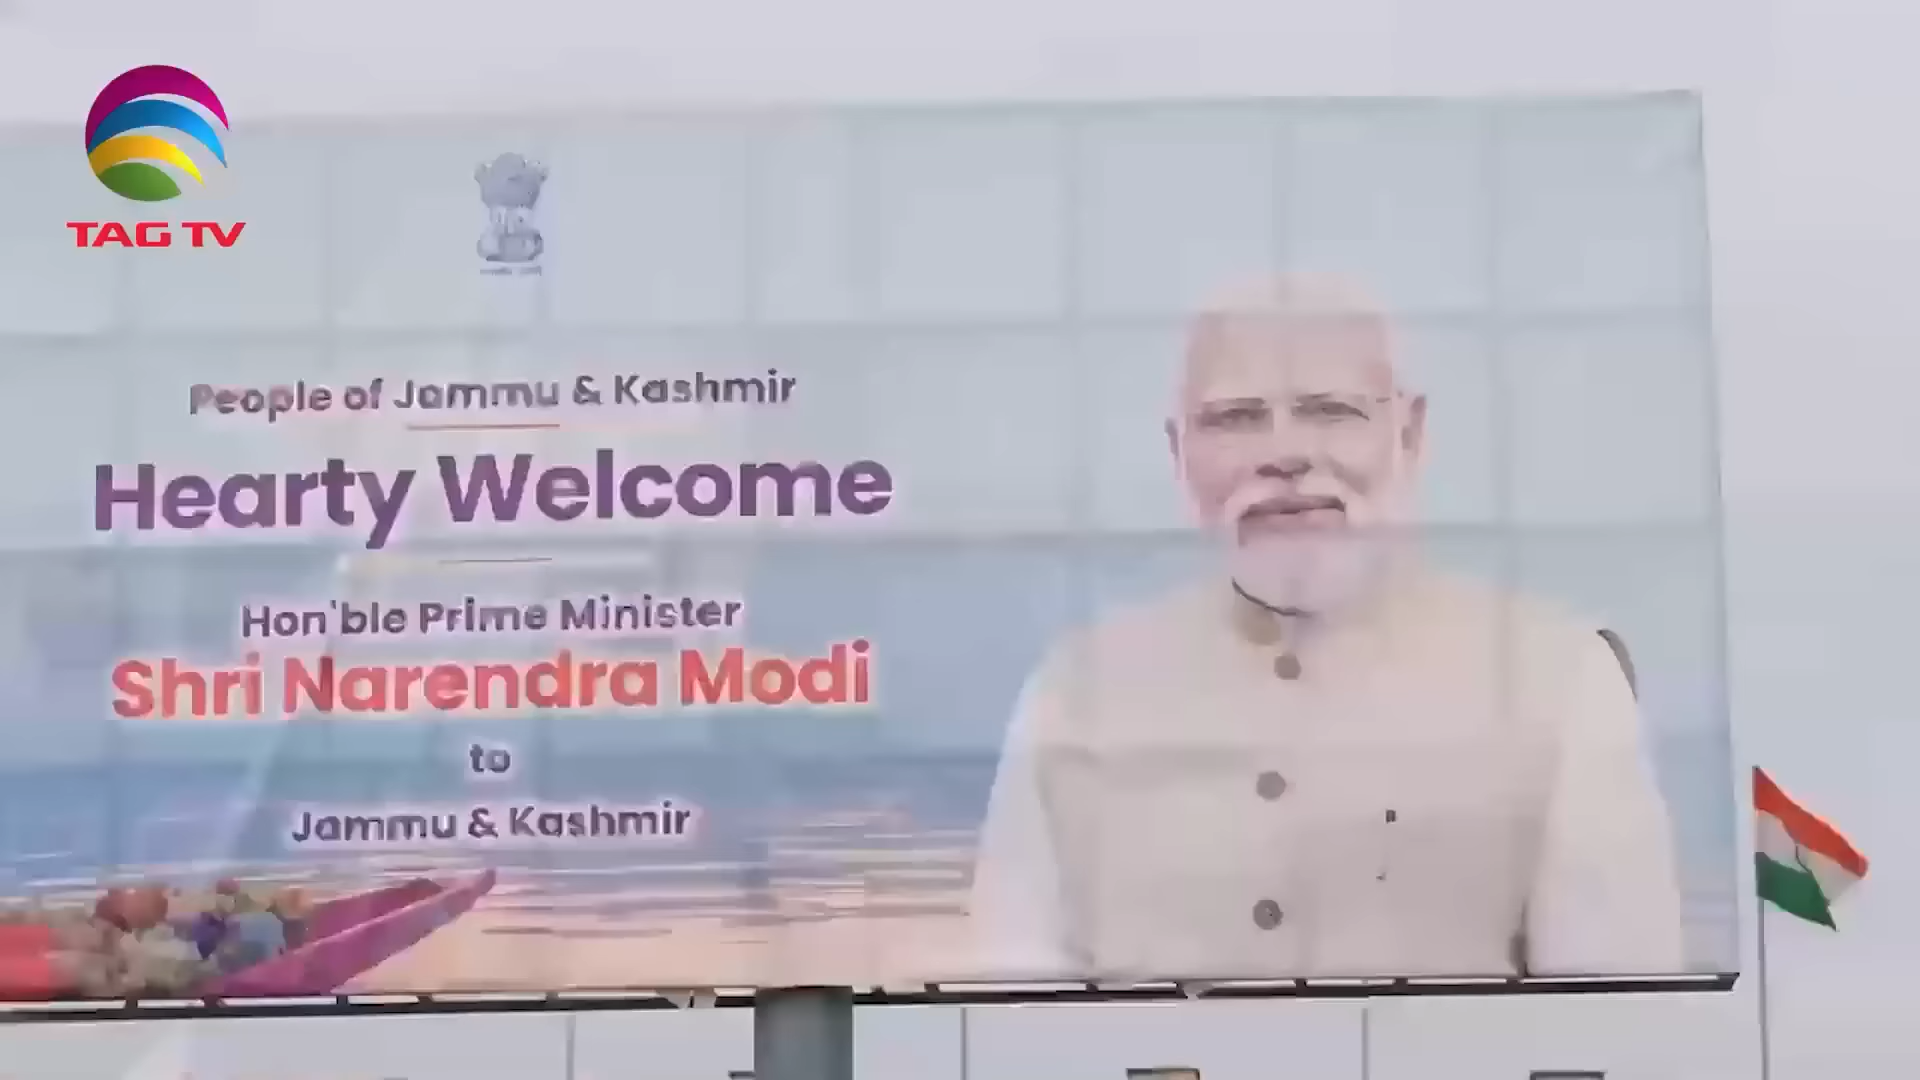 TAG TV
People of Jammu & Kashmir
Hearty Welcome
Hon'ble Prime Minister
Shri Narendra Modi
to
Jammu & Kashmir